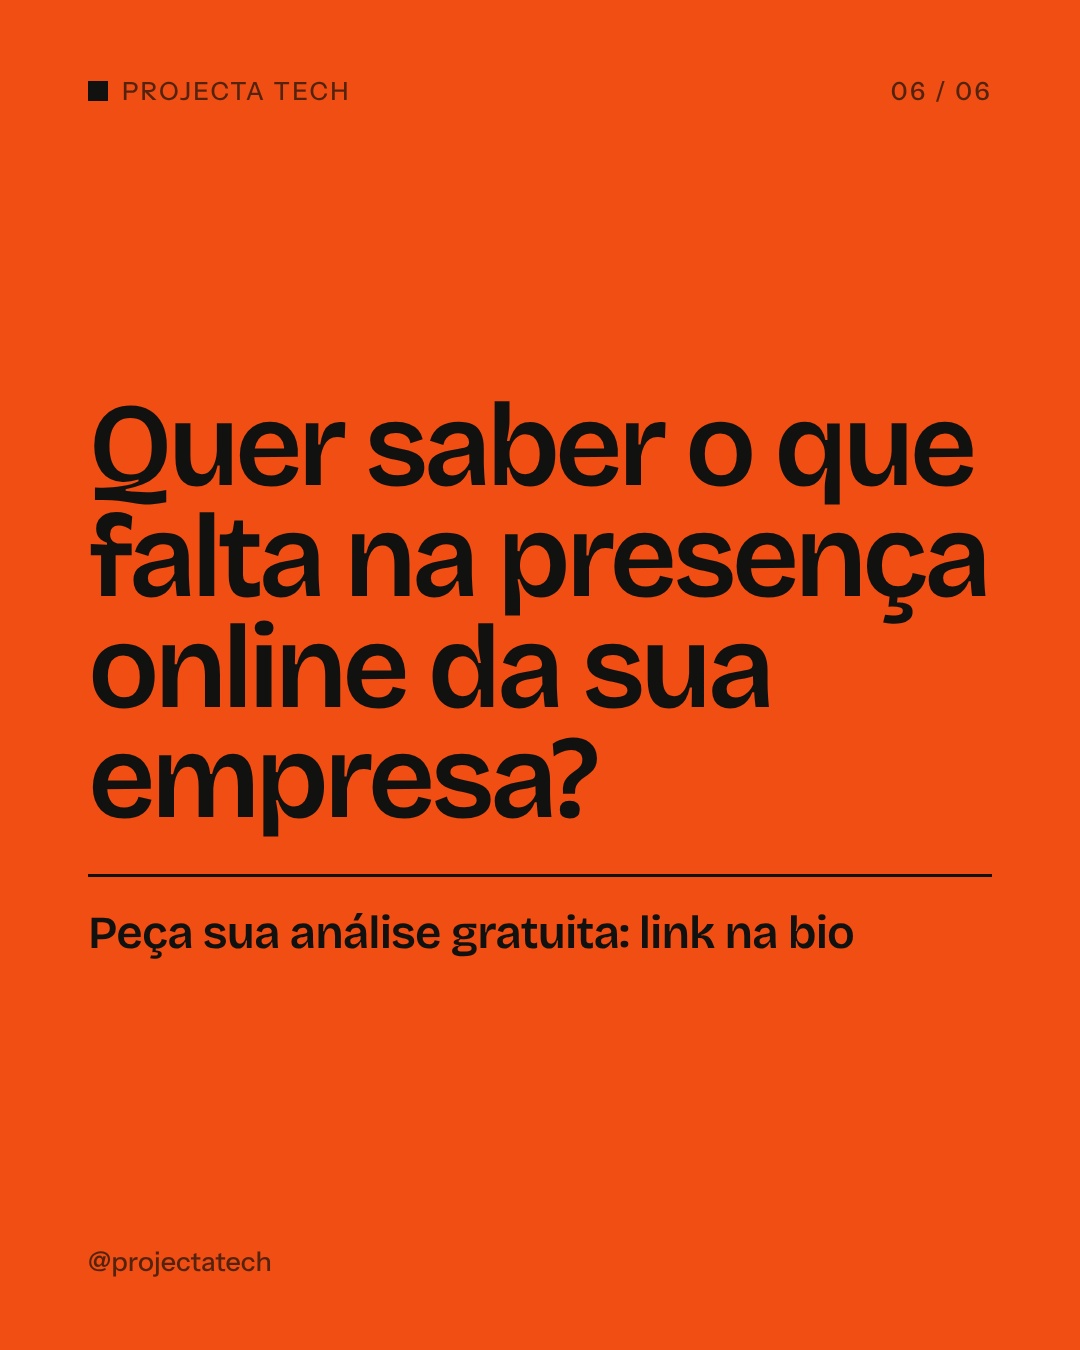 PROJECTA TECH
06 / 06
Quer saber o que
falta na presença
online da sua
empresa?
Peça sua análise gratuita: link na bio
@projectatech